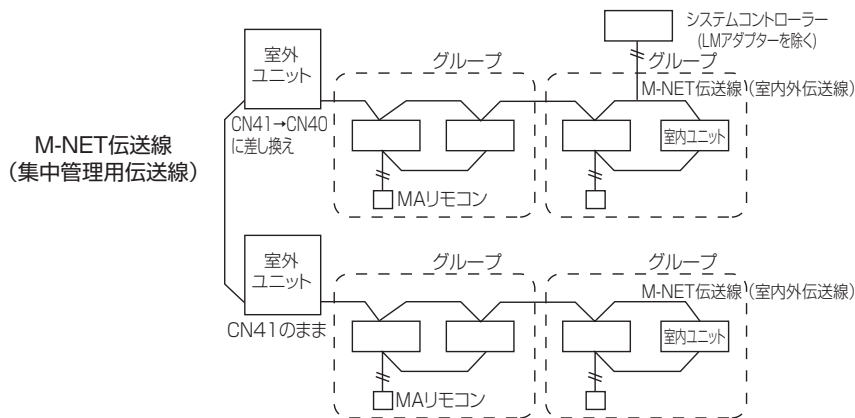 システムコントローラー
(LMアダプターを除く)
室外
ユニット
グループ
グループ
M-NET伝送線(室内外伝送線)
CN41→CN40
に差し換え
室内ユニット
MAリモコン
M-NET伝送線
(集中管理用伝送線)
室外
ユニット
グループ
グループ
M-NET伝送線(室内外伝送線)
CN41のまま
室内ユニット
MAリモコン